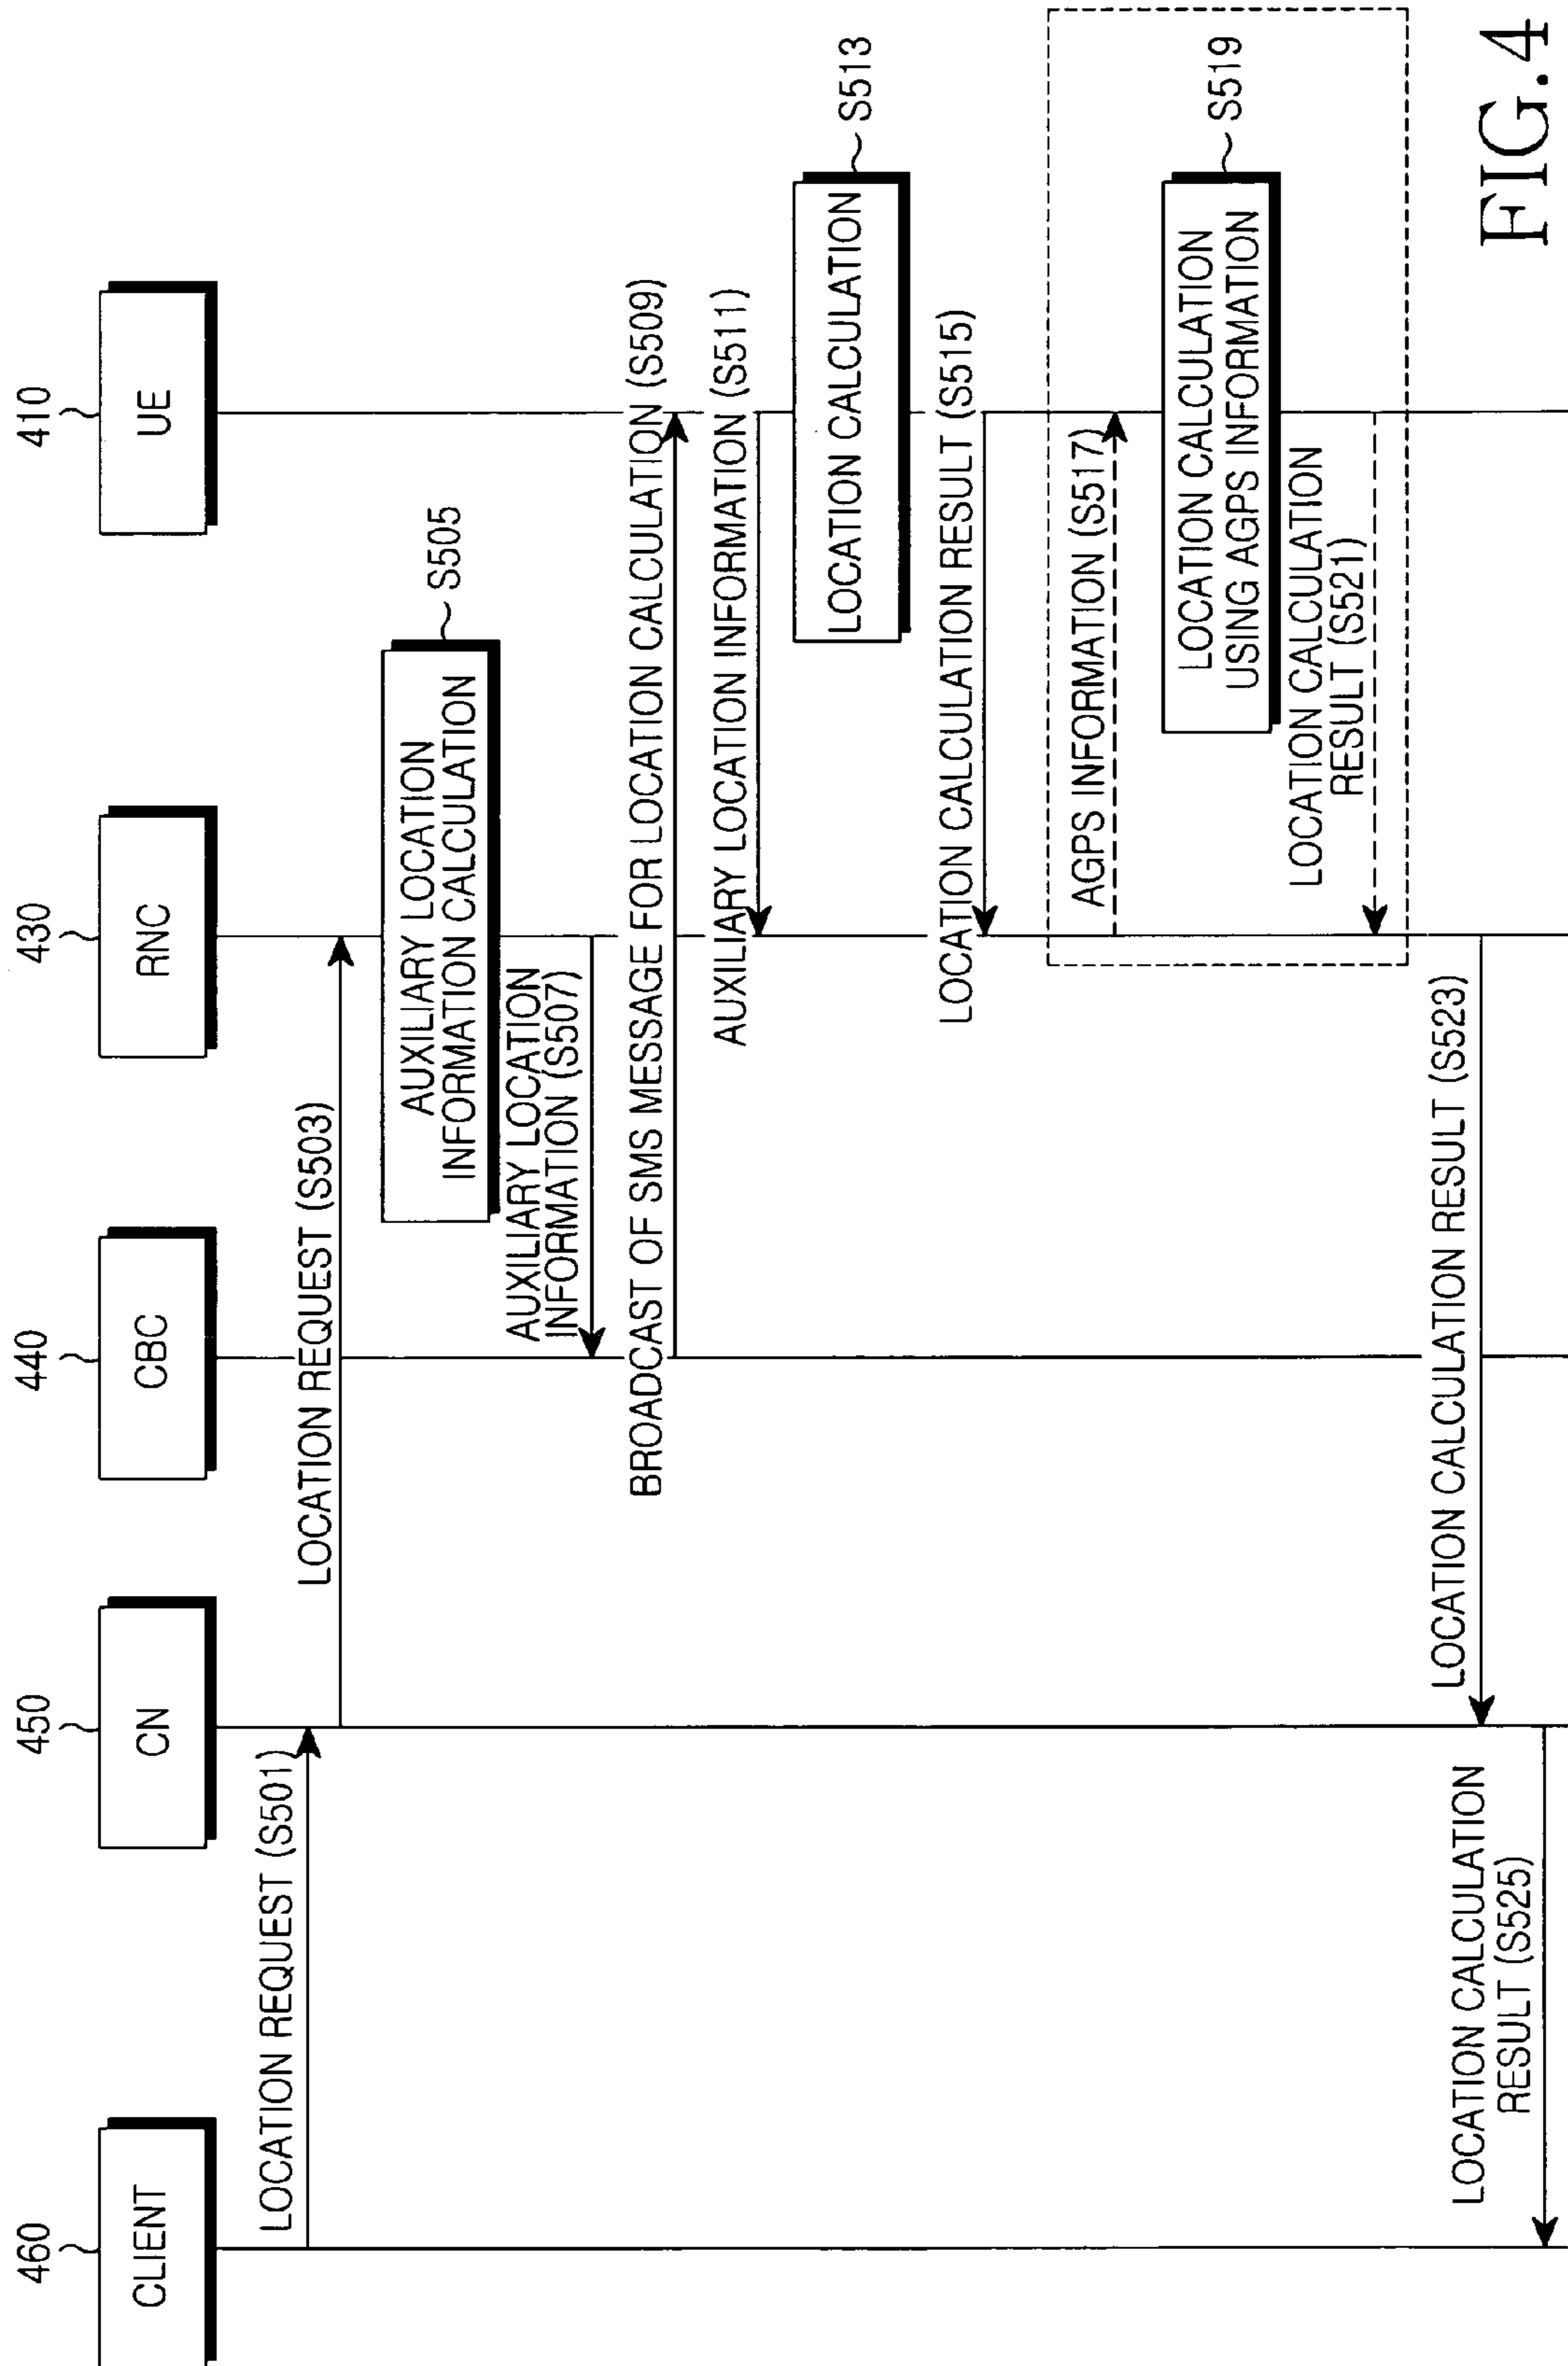 460
450
440
430
410
CLIENT
CN
CBC
RNC
UE
LOCATION REQUEST (S501)
LOCATION REQUEST (S503)
AUXILIARY LOCATION
INFORMATION CALCULATION
S505
AUXILIARY LOCATION
INFORMATION (S507)
BROADCAST OF SMS MESSAGE FOR LOCATION CALCULATION (S509)
AUXILIARY LOCATION INFORMATION (S511)
LOCATION CALCULATION
S513
LOCATION CALCULATION RESULT (S515)
AGPS INFORMATION (S517)
LOCATION CALCULATION
USING AGPS INFORMATION
S519
LOCATION CALCULATION
RESULT (S521)
LOCATION CALCULATION RESULT (S523)
LOCATION CALCULATION
RESULT (S525)
FIG.4